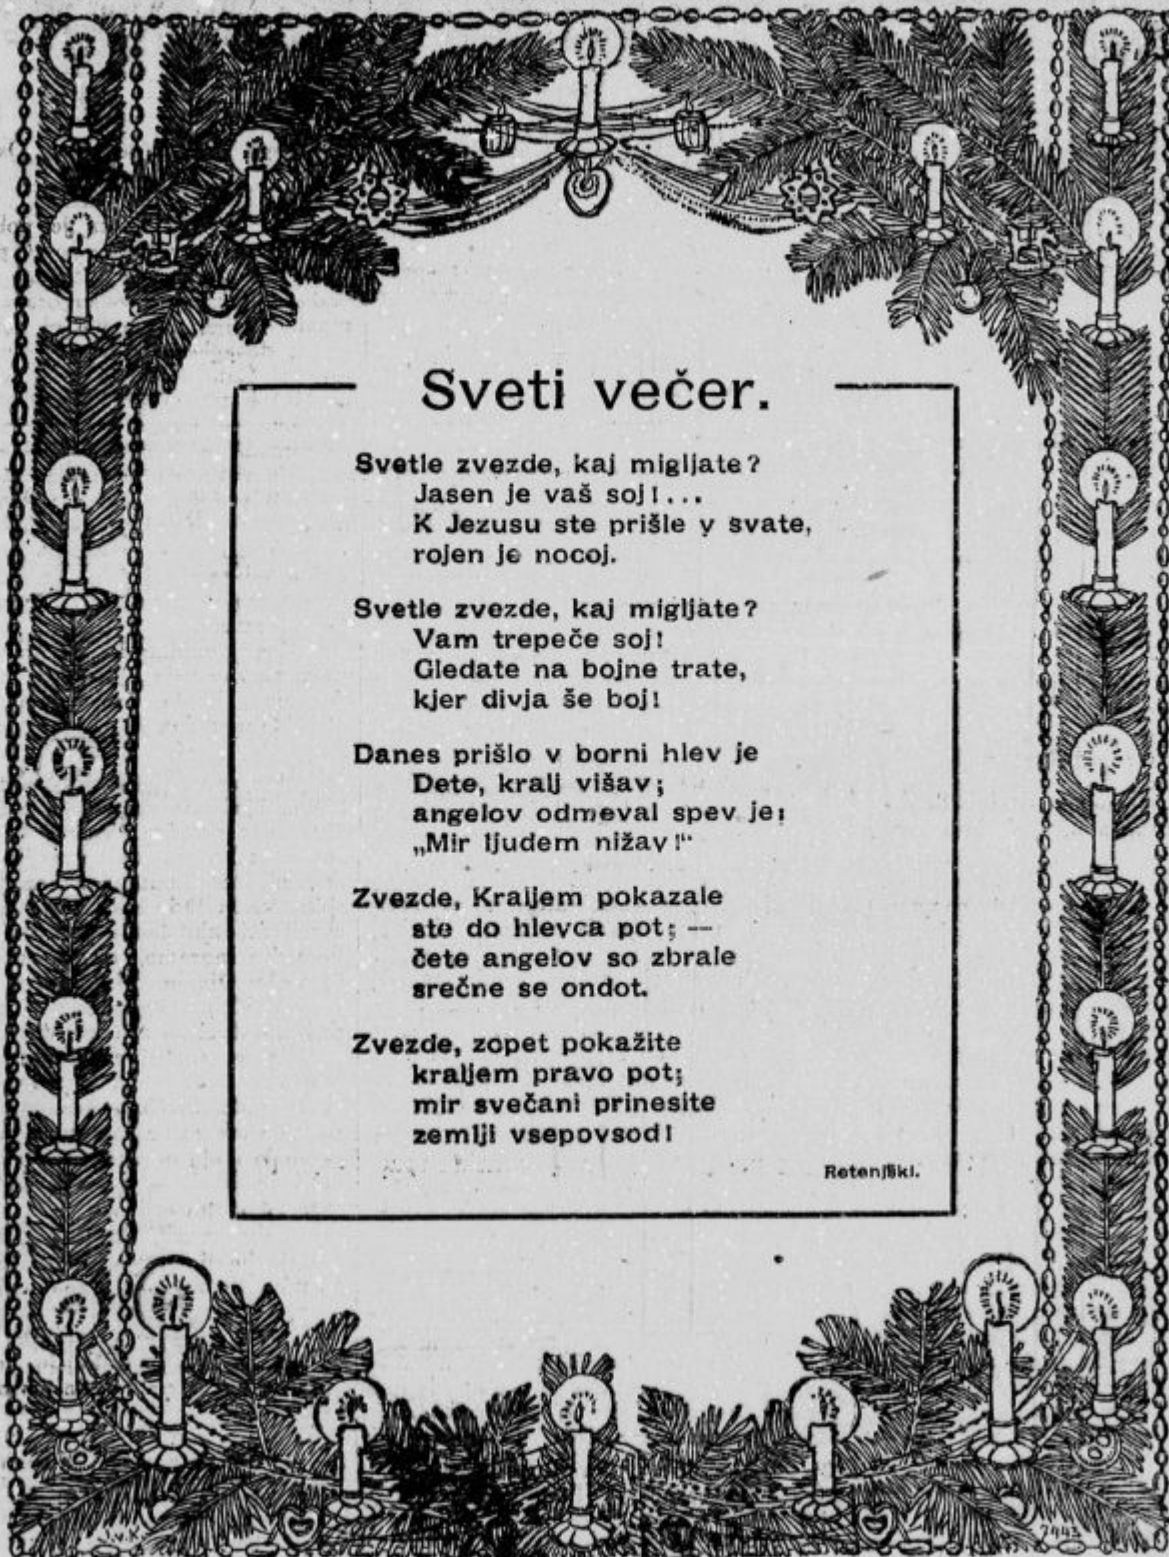 Sveti večer.
Svetle zvezde, kaj migljate?
Jasen je vaš soj!...
K Jezusu ste prišle v svate,
rojen je nocoj.
Svetle zvezde, kaj migljate?
Vam trepeče soj!
Gledate na bojne trate,
kjer divja še boj!
Danes prišlo v borni hlev je
Dete, kralj višav;
angelov odmeval spev je:
„Mir ljudem nižav!“
Zvezde, Kraljem pokazale
ste do hlevca pot; —
čete angelov so zbrale
srečne se ondot.
Zvezde, zopet pokažite
kraljem pravo pot;
mir svečani prinesite
zemlji vsepovsod!
Retenjški.
7443